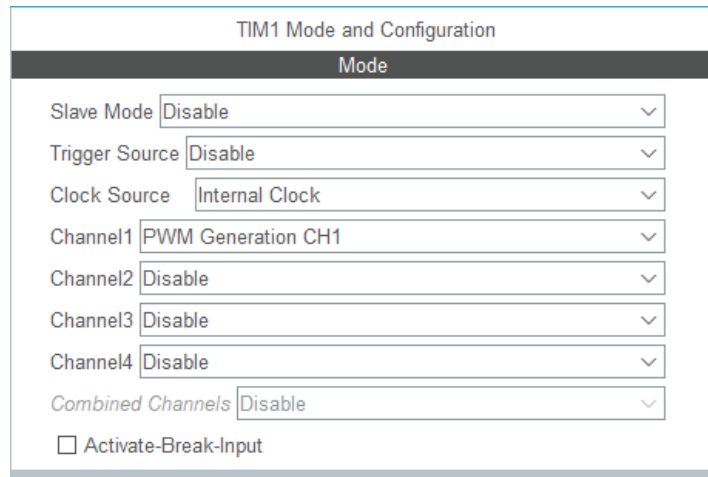 TIM1 Mode and Configuration
Mode
Slave Mode Disable
Trigger Source Disable
Clock Source Internal Clock
Channel1 PWM Generation CH1
Channel2 Disable
Channel3 Disable
Channel4 Disable
Combined Channels Disable
Activate-Break-Input